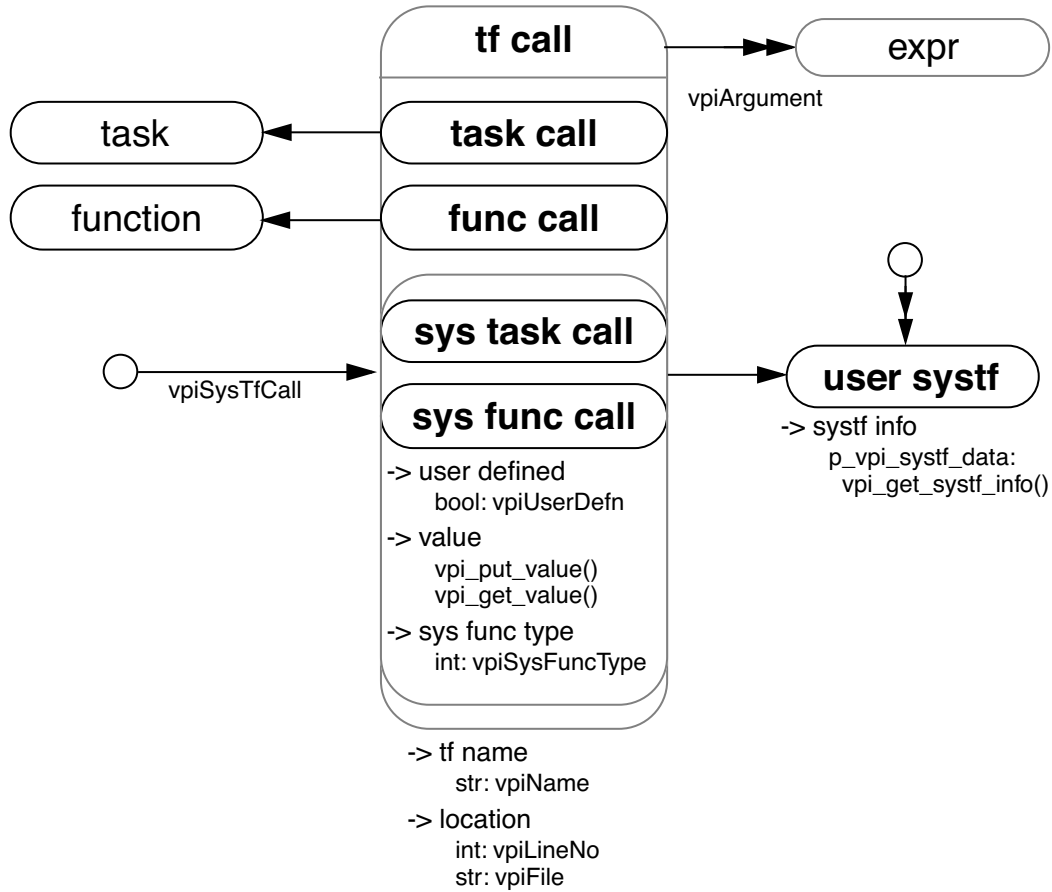 tf call
expr
vpiArgument
task
task call
function
func call
sys task call
vpiSysTfCall
user systf
sys func call
-> systf info
p_vpi_systf_data:
vpi_get_systf_info()
-> user defined
bool: vpiUserDefn
-> value
vpi_put_value()
vpi_get_value()
-> sys func type
int: vpiSysFuncType
-> tf name
str: vpiName
-> location
int: vpiLineNo
str: vpiFile